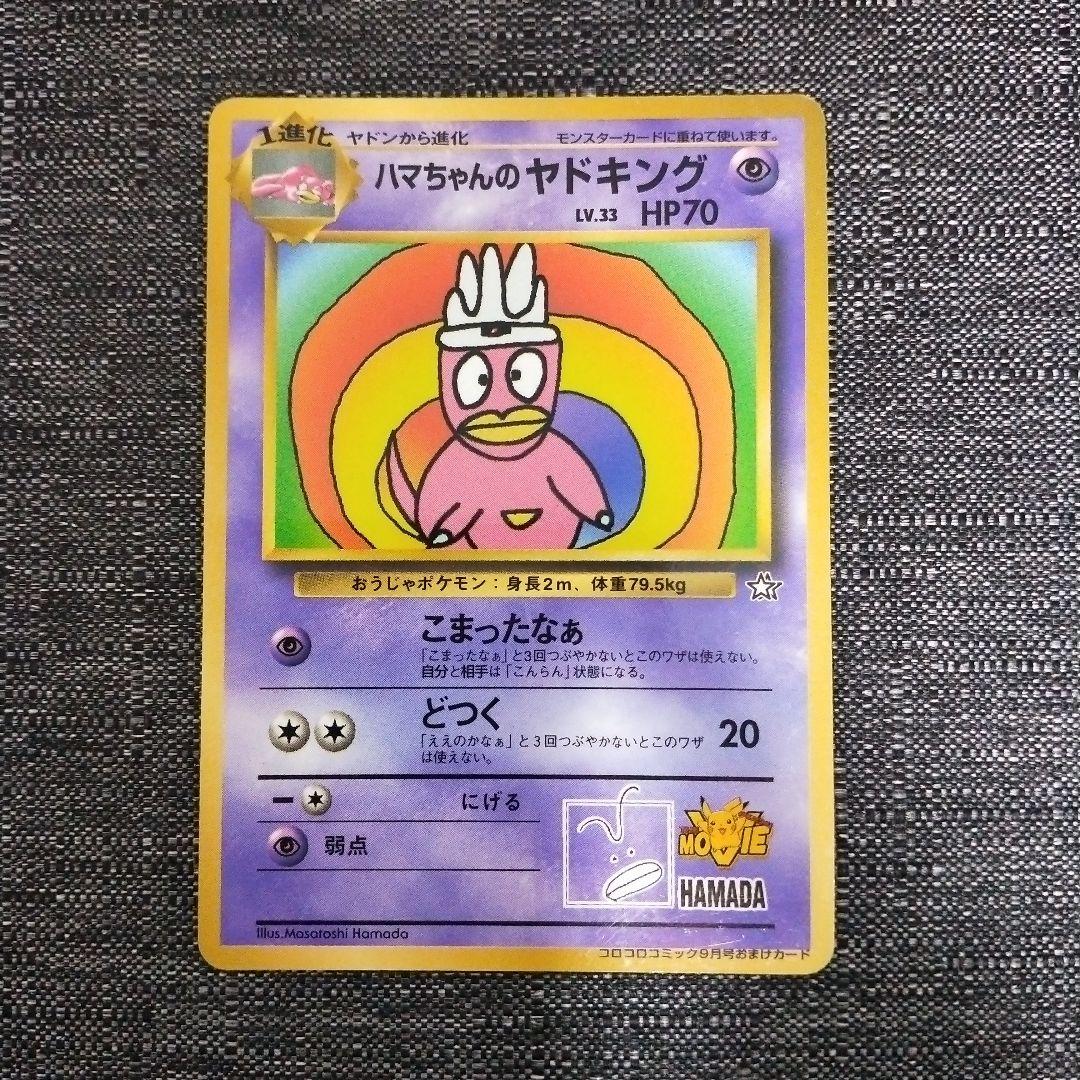 1進化
ヤドンから進化
モンスターカードに重ねて使います。
ハマちゃんのヤドキング
LV.33 HP70
おうじゃポケモン：身長2m、体重79.5kg
こまったなぁ
「こまったなぁ」と3回つぶやかないとこのワザは使えない。
自分と相手は「こんらん」状態になる。
どつく
20
「ええのかなぁ」と3回つぶやかないとこのワザ
は使えない。
にげる
弱点
MOVIE
HAMADA
Illus.Masatoshi Hamada
コロコロコミック9月号おまけカード